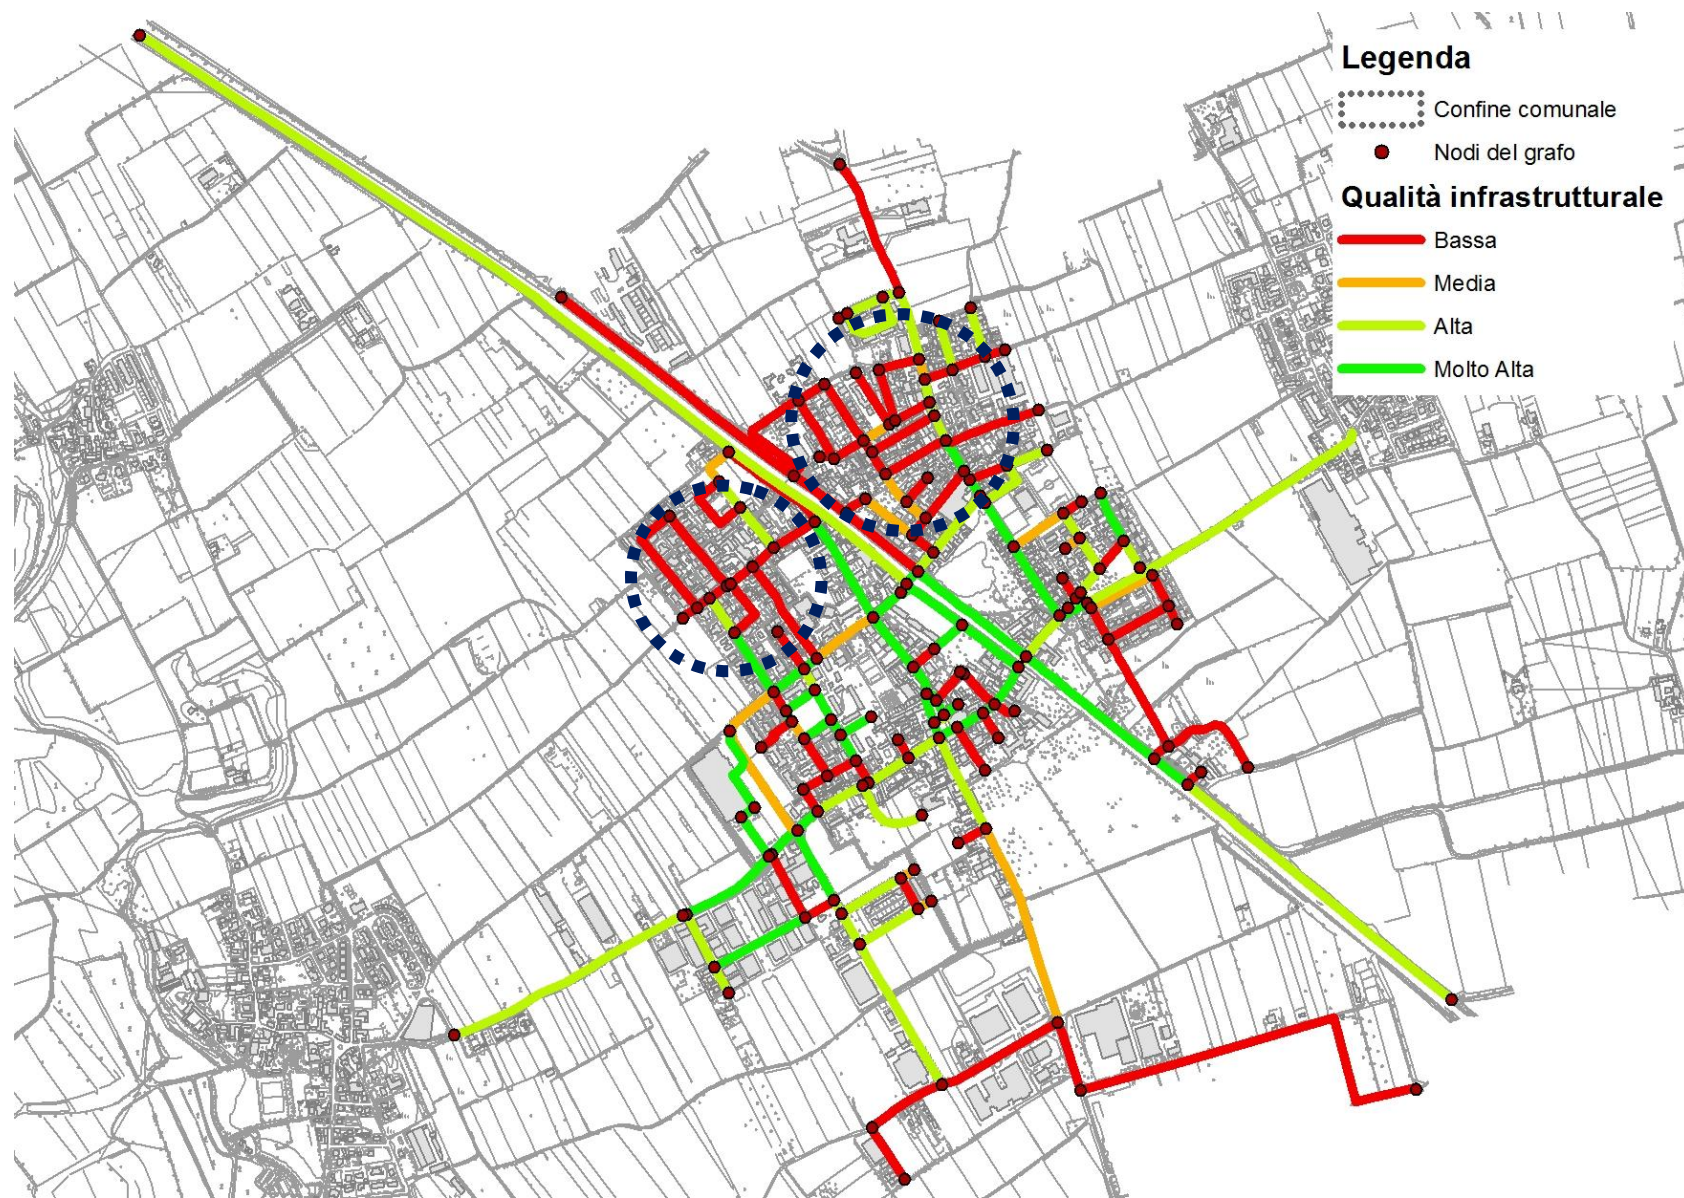 Legenda
Confine comunale
Nodi del grafo
Qualità infrastrutturale
Bassa
Media
Alta
Molto Alta